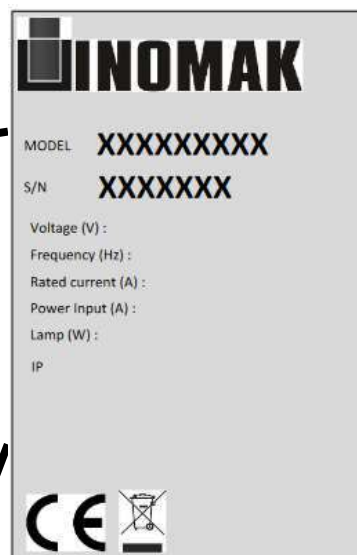 INOMAK
MODEL XXXXXXXXX
S/N XXXXXXX
Voltage (V) :
Frequency (Hz) :
Rated current (A) :
Power Input (A) :
Lamp (W) :
IP
CE